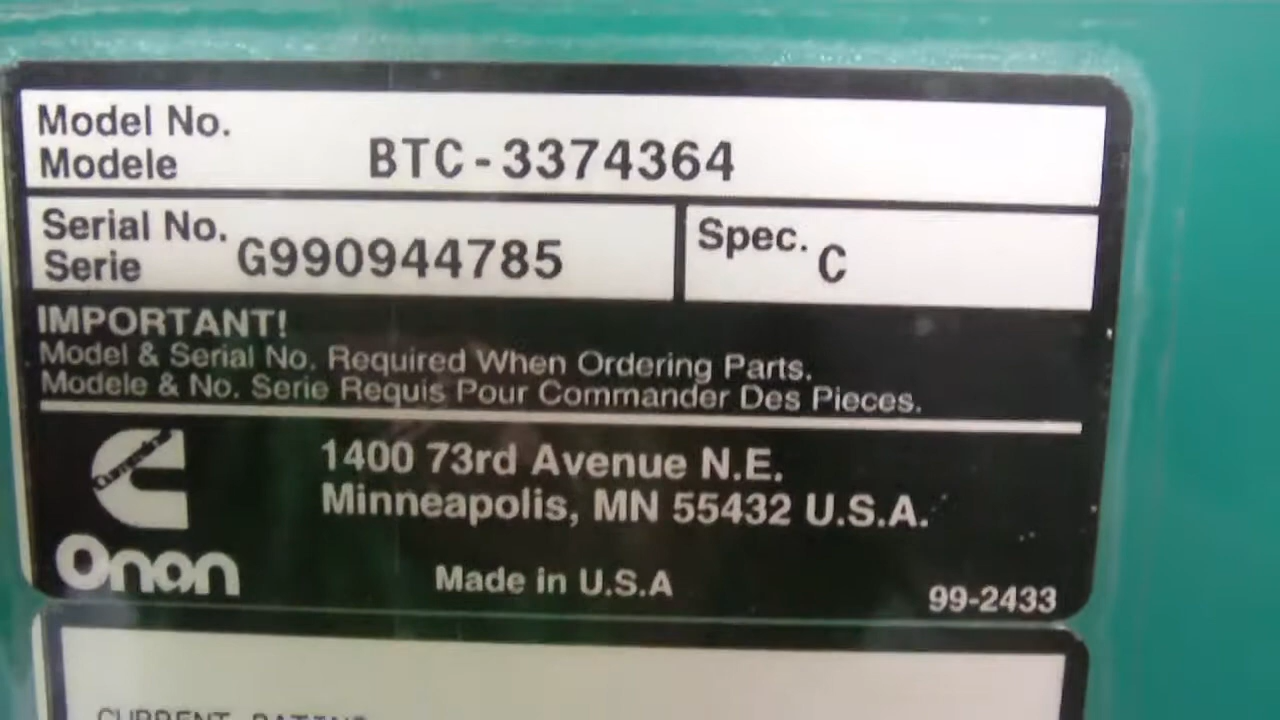 Model No.
Modele BTC-3374364
Serial No.
Serie G990944785
Spec. C
IMPORTANT!
Model & Serial No. Required When Ordering Parts.
Modele & No. Serie Requis Pour Commander Des Pieces.
1400 73rd Avenue N.E.
Minneapolis, MN 55432 U.S.A.
Onan
Made in U.S.A
99-2433